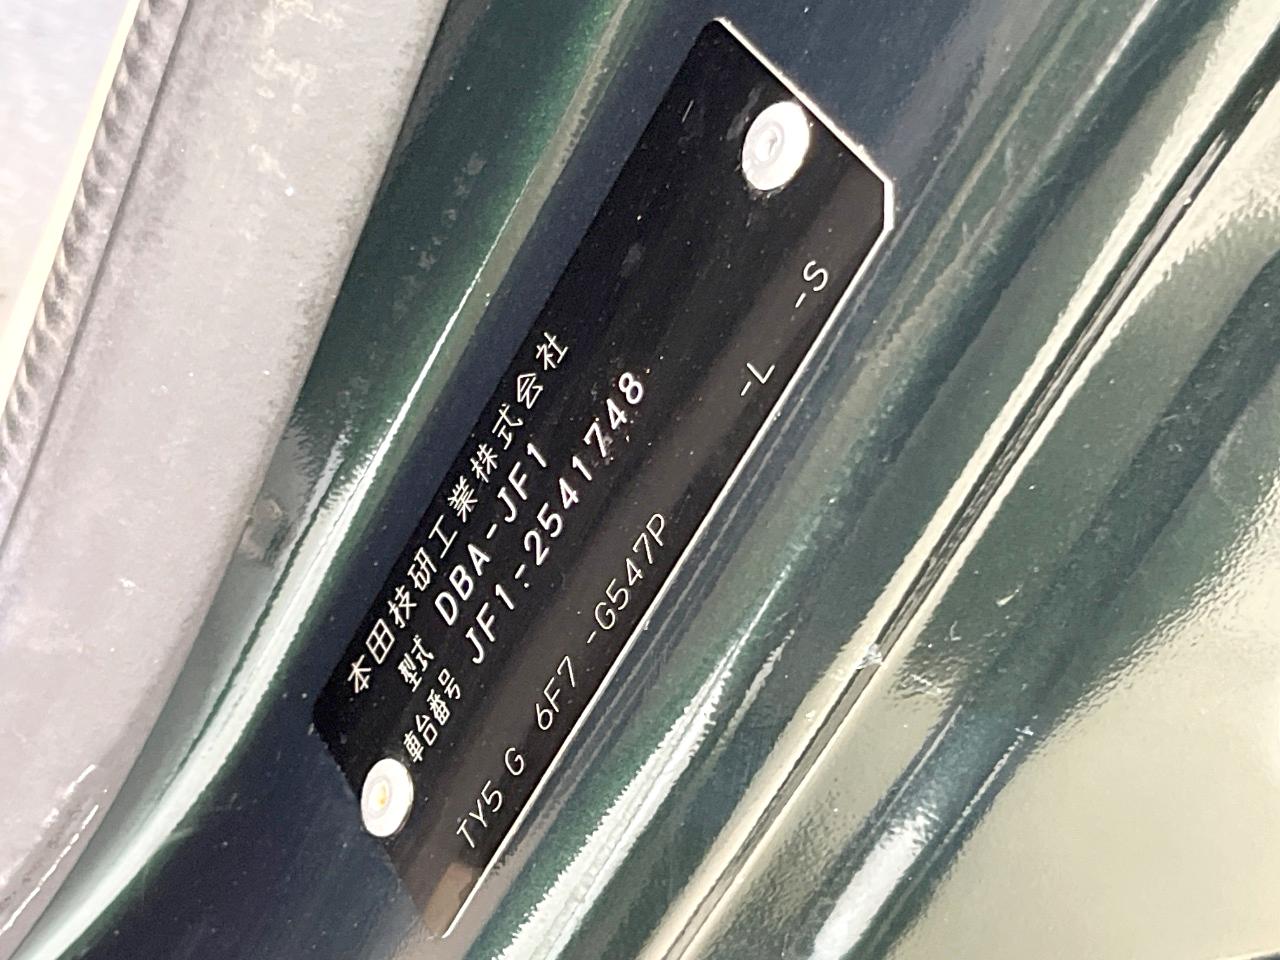 本田技研工業株式会社
型式 DBA-JF1
車台番号 JF1-2541748
TY5 G 6F7 -G547P -L -S